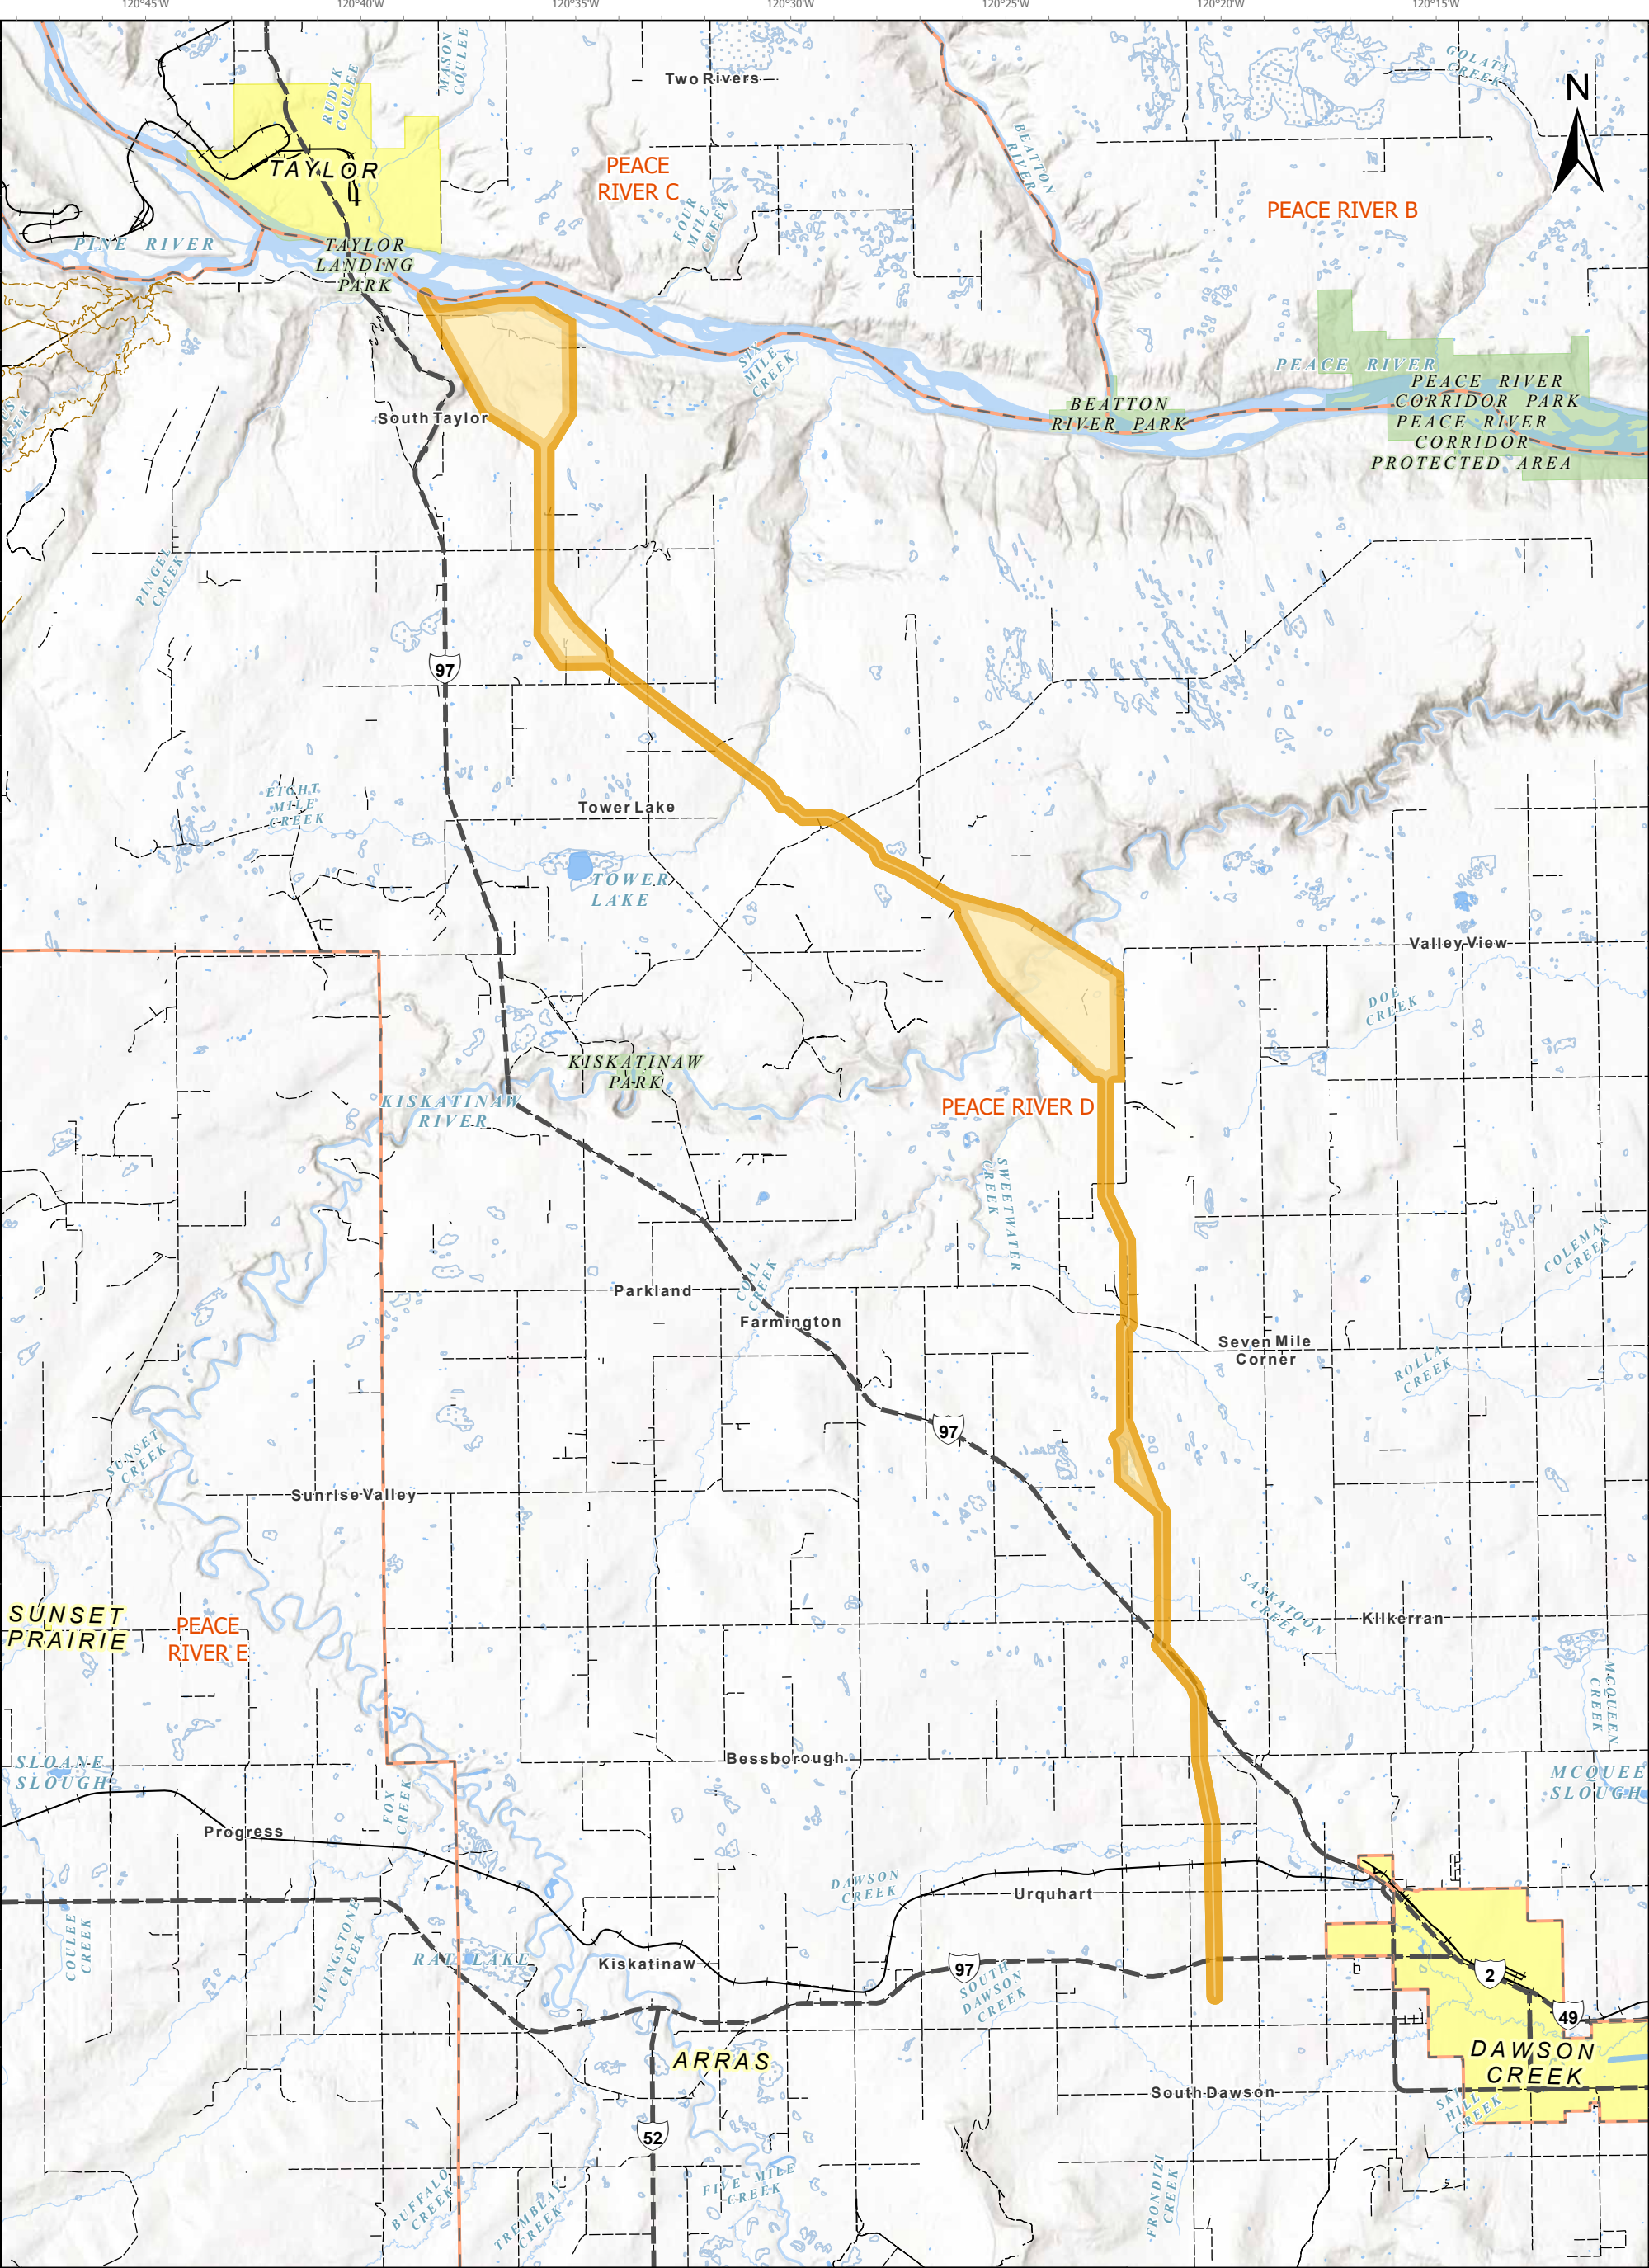 120°45'W
120°40'W
120°35'W
120°30'W
120°25'W
120°20'W
120°15'W
MASON
COULEE
RUDYK
COULEE
Two Rivers
GOLATA
CREEK
N
TAYLOR
PEACE
RIVER C
BEATTON
RIVER
PEACE RIVER B
FOUR
MILE
CREEK
PINE RIVER
TAYLOR
LANDING
PARK
SIX
MILE
CREEK
PEACE RIVER
PEACE RIVER
CORRIDOR PARK
PEACE RIVER
CORRIDOR
PROTECTED AREA
BEATTON
RIVER PARK
South Taylor
PINGEL
CREEK
97
EIGHT
MILE
CREEK
Tower Lake
TOWER
LAKE
Valley View
DOE
CREEK
KISKATINAW
PARK
KISKATINAW
RIVER
PEACE RIVER D
SWEETWATER
CREEK
COLEMAN
CREEK
COAL
CREEK
Parkland
Farmington
Seven Mile
Corner
ROLLA
CREEK
97
SUNSET
CREEK
Sunrise Valley
SASKATOON
CREEK
Kilkerran
SUNSET
PRAIRIE
PEACE
RIVER E
MCQUEEN
CREEK
Bessborough
SLOANE
SLOUGH
MCQUEE
SLOUGH
FOX
CREEK
Progress
DAWSON
CREEK
Urquhart
COULEE
CREEK
LIVINGSTONE
CREEK
RAT LAKE
Kiskatinaw
97
SOUTH
DAWSON
CREEK
2
49
ARRAS
DAWSON
CREEK
South Dawson
SKI
HILL
CREEK
52
BUFFALO
CREEK
TREMBLAY
CREEK
FIVE MILE
CREEK
FRONDIZI
CREEK